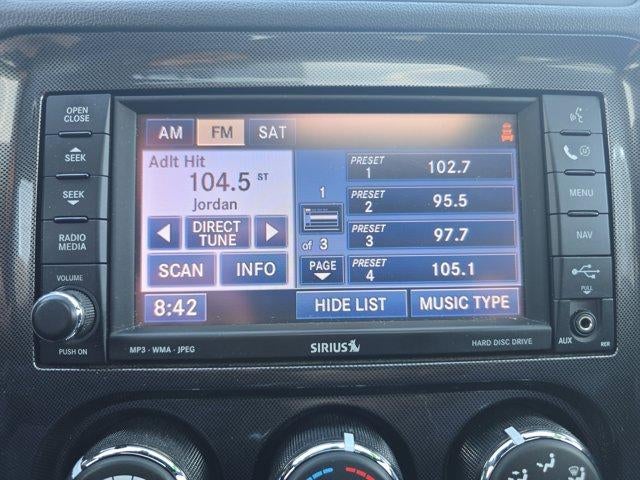 OPEN
CLOSE
SEEK
SEEK
RADIO
MEDIA
VOLUME
PUSH ON
AM FM SAT
Adlt Hit
104.5 ST
Jordan
DIRECT
TUNE
SCAN INFO
8:42
1
of 3
PAGE
PRESET
1 102.7
PRESET
2 95.5
PRESET
3 97.7
PRESET
4 105.1
HIDE LIST MUSIC TYPE
MP3 · WMA · JPEG
SIRIUS
HARD DISC DRIVE
MENU
NAV
PULL
AUX
RER